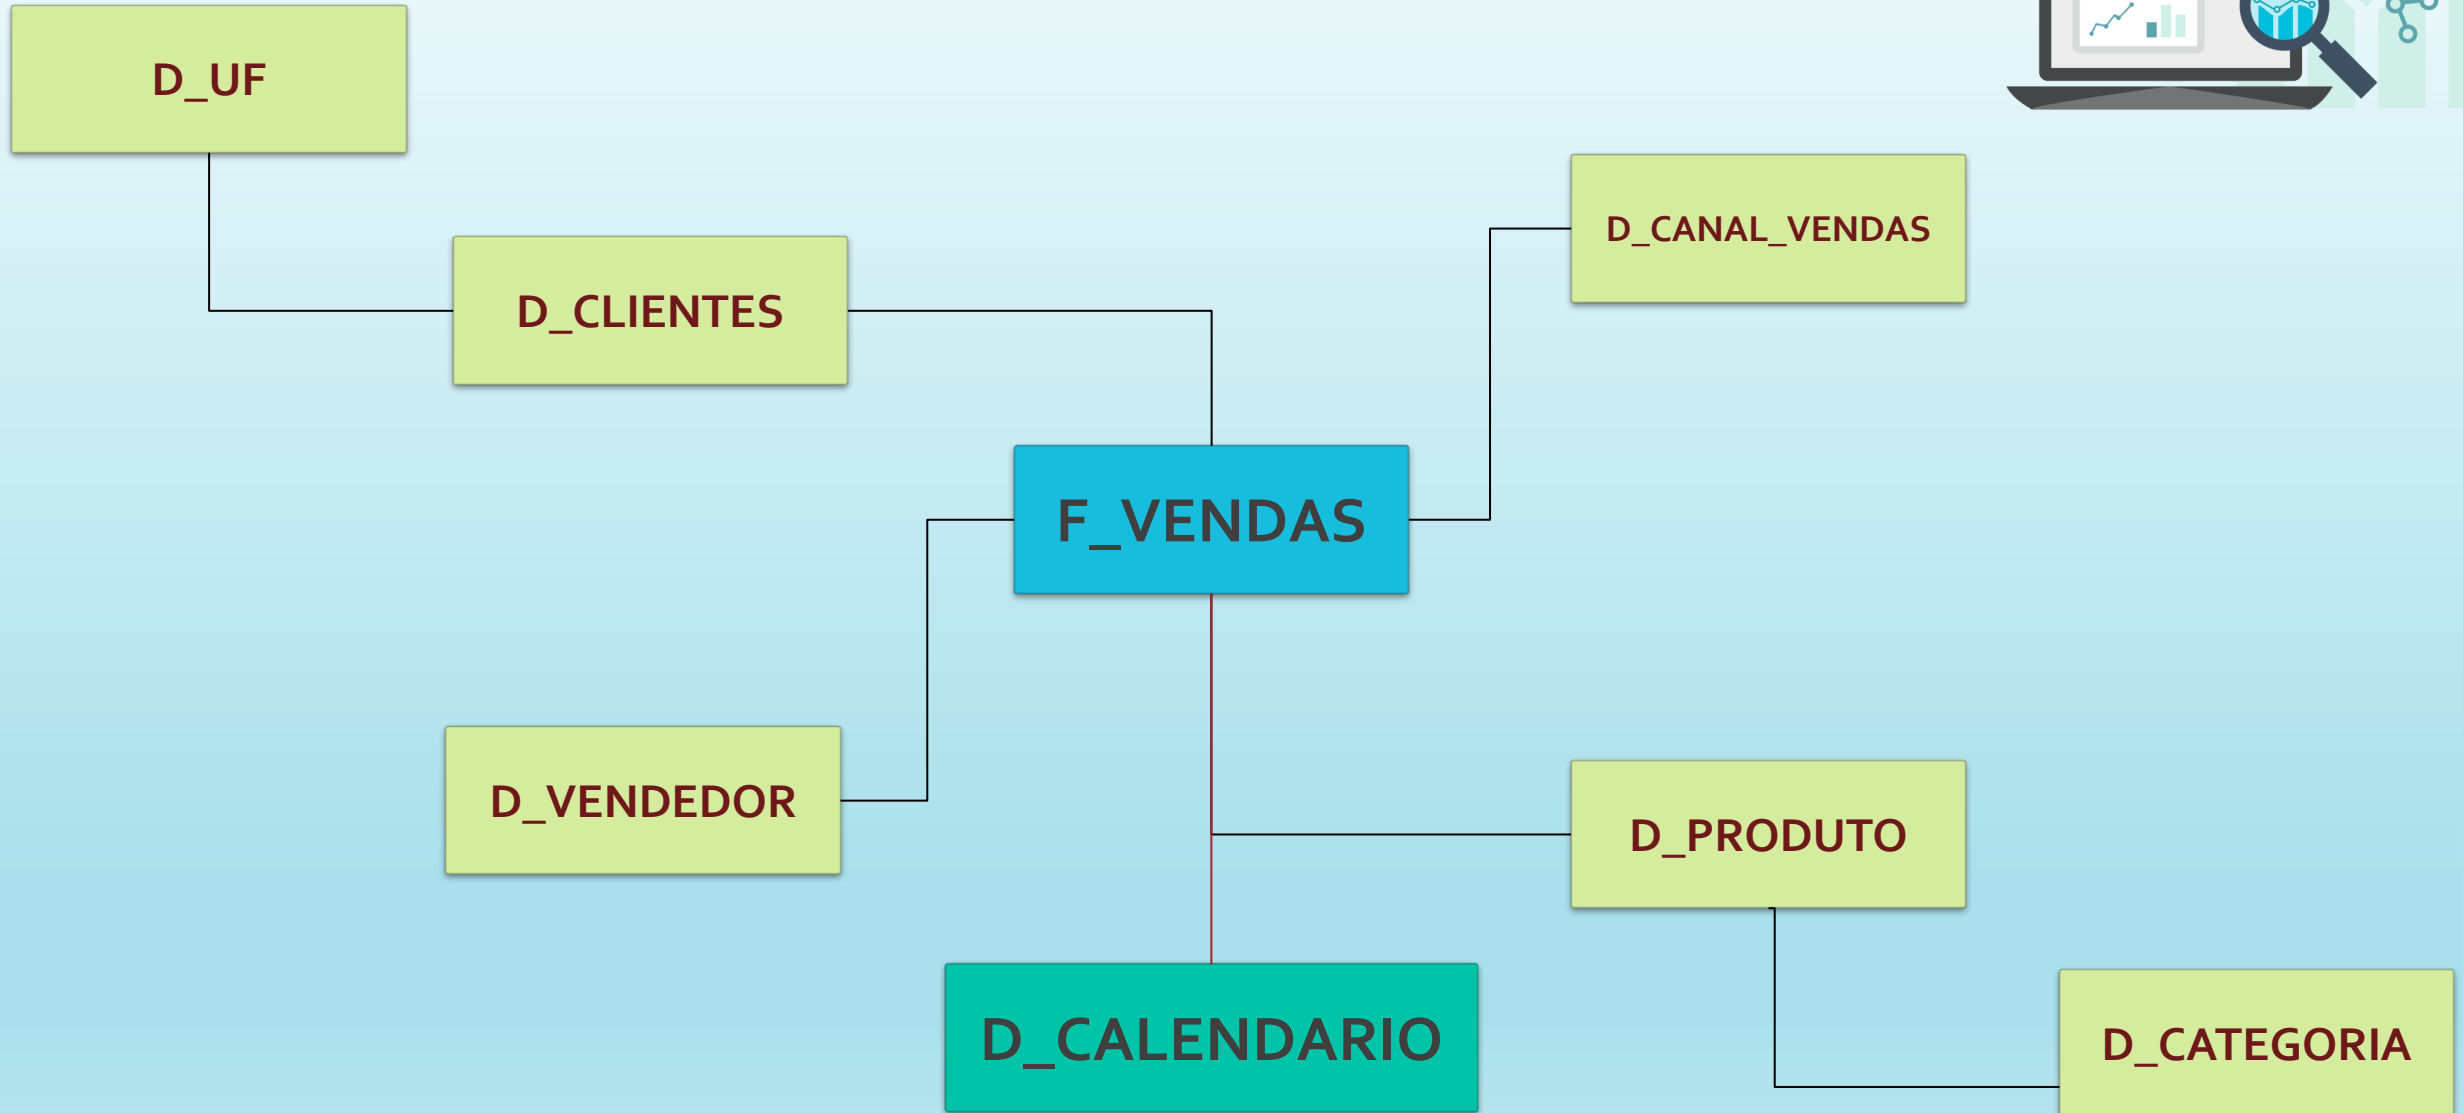 D_UF
D_CANAL_VENDAS
D_CLIENTES
F_VENDAS
D_VENDEDOR
D_PRODUTO
D_CALENDARIO
D_CATEGORIA